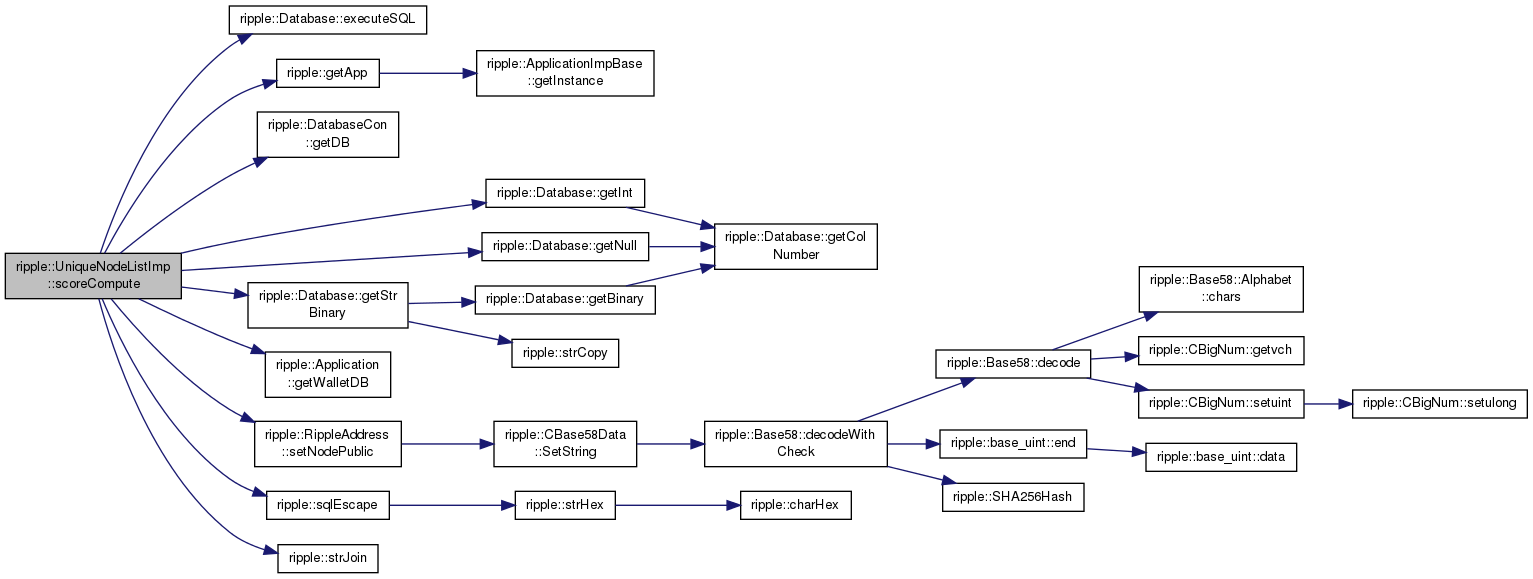 ripple::UniqueNodeListImp
::scoreCompute
ripple::Database::executeSQL
ripple::getApp
ripple::ApplicationImpBase
::getInstance
ripple::DatabaseCon
::getDB
ripple::Database::getInt
ripple::Database::getNull
ripple::Database::getCol
Number
ripple::Database::getStr
Binary
ripple::Database::getBinary
ripple::strCopy
ripple::Application
::getWalletDB
ripple::RippleAddress
::setNodePublic
ripple::CBase58Data
::SetString
ripple::Base58::decodeWith
Check
ripple::Base58::decode
ripple::Base58::Alphabet
::chars
ripple::CBigNum::getvch
ripple::CBigNum::setuint
ripple::CBigNum::setulong
ripple::base_uint::end
ripple::base_uint::data
ripple::SHA256Hash
ripple::sqlEscape
ripple::strHex
ripple::charHex
ripple::strJoin